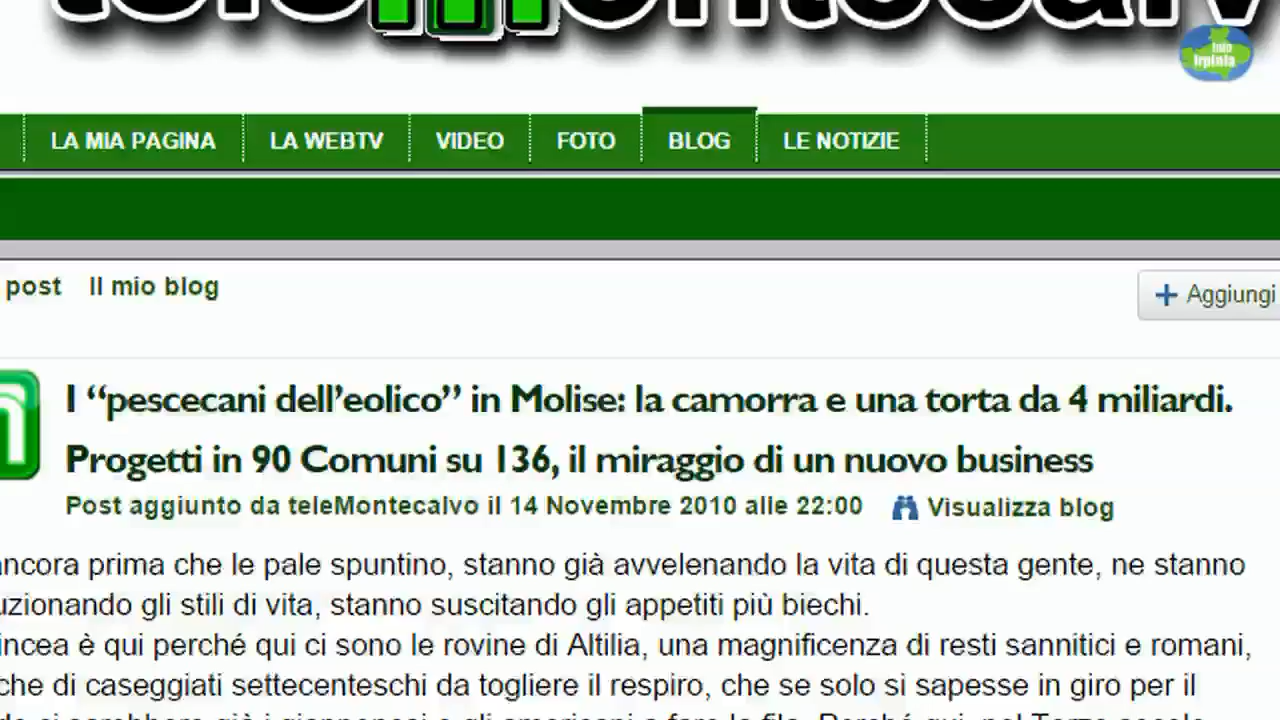 Info
Irpinia
LA MIA PAGINA LA WEBTV VIDEO FOTO BLOG LE NOTIZIE
post Il mio blog
Aggiungi
I “pescecani dell’eolico” in Molise: la camorra e una torta da 4 miliardi.
Progetti in 90 Comuni su 136, il miraggio di un nuovo business
Post aggiunto da teleMontecalvo il 14 Novembre 2010 alle 22:00 Visualizza blog
ancora prima che le pale spuntino, stanno già avvelenando la vita di questa gente, ne stanno
uzionando gli stili di vita, stanno suscitando gli appetiti più biechi.
incea è qui perché qui ci sono le rovine di Altilia, una magnificenza di resti sannitici e romani,
che di caseggiati settecenteschi da togliere il respiro, che se solo si sapesse in giro per il